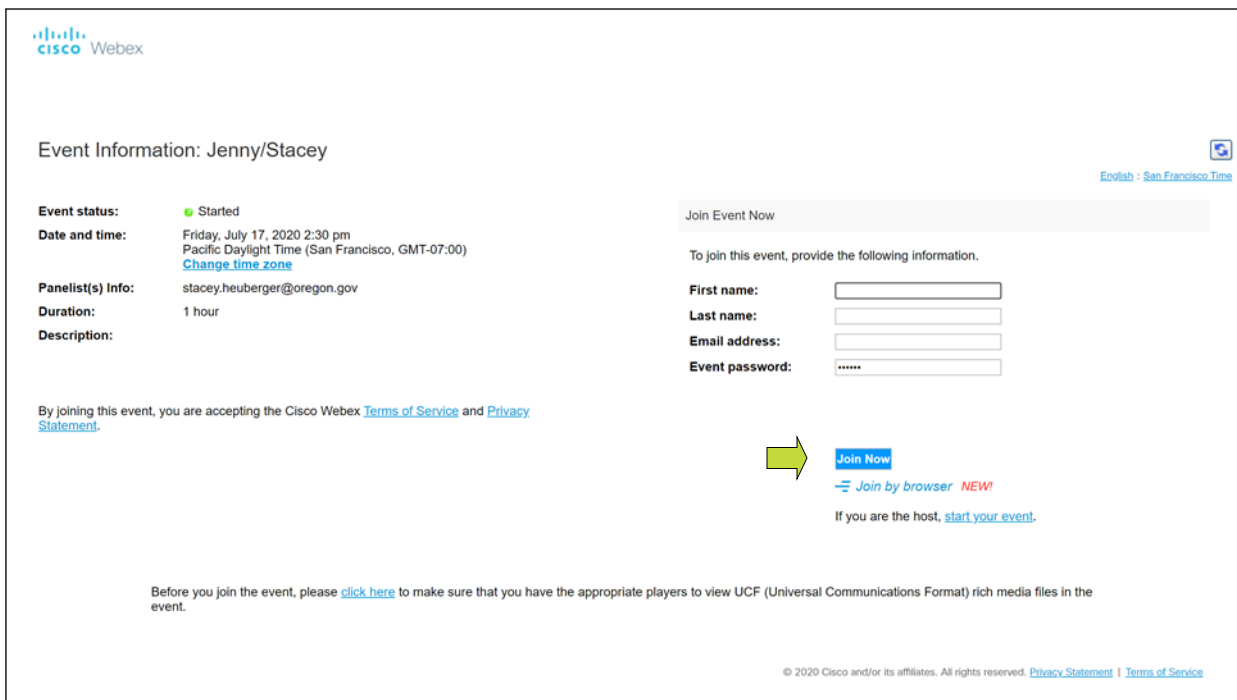 cisco Webex
Event Information: Jenny/Stacey
English : San Francisco Time
Event status: Started
Date and time: Friday, July 17, 2020 2:30 pm
Pacific Daylight Time (San Francisco, GMT-07:00)
Change time zone
Panelist(s) Info: stacey.heuberger@oregon.gov
Duration: 1 hour
Description:
By joining this event, you are accepting the Cisco Webex Terms of Service and Privacy
Statement.
Join Event Now
To join this event, provide the following information.
First name:
Last name:
Email address:
Event password: ••••••
Join Now
Join by browser NEW!
If you are the host, start your event.
Before you join the event, please click here to make sure that you have the appropriate players to view UCF (Universal Communications Format) rich media files in the
event.
© 2020 Cisco and/or its affiliates. All rights reserved. Privacy Statement | Terms of Service